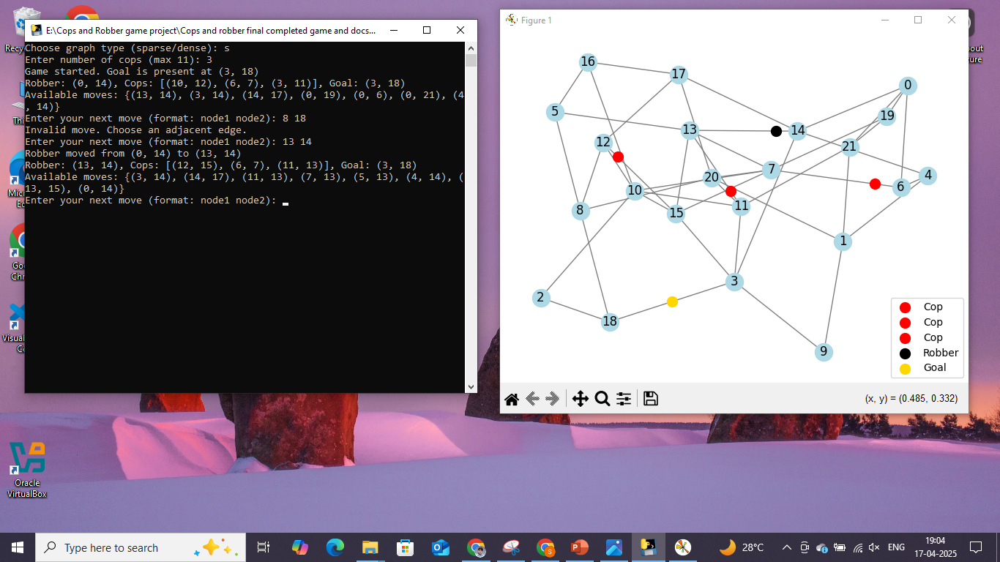 E:\Cops and Robber game project\Cops and robber final completed game and docs...
Choose graph type (sparse/dense): s
Enter number of cops (max 11): 3
Game started. Goal is present at (3, 18)
Robber: (0, 14), Cops: [(10, 12), (6, 7), (3, 11)], Goal: (3, 18)
Available moves: {(13, 14), (3, 14), (14, 17), (0, 19), (0, 6), (0, 21), (4
, 14)}
Enter your next move (format: node1 node2): 8 18
Invalid move. Choose an adjacent edge.
Enter your next move (format: node1 node2): 13 14
Robber moved from (0, 14) to (13, 14)
Robber: (13, 14), Cops: [(12, 15), (6, 7), (11, 13)], Goal: (3, 18)
Available moves: {(3, 14), (14, 17), (11, 13), (7, 13), (5, 13), (4, 14), (
13, 15), (0, 14)}
Enter your next move (format: node1 node2):
Figure 1
16
17
0
5
19
13
14
12
21
7
20
4
10
6
11
8
15
1
3
2
18
9
Cop
Cop
Cop
Robber
Goal
(x, y) = (0.485, 0.332)
Oracle
VirtualBox
Type here to search
28°C
ENG
19:04
17-04-2025